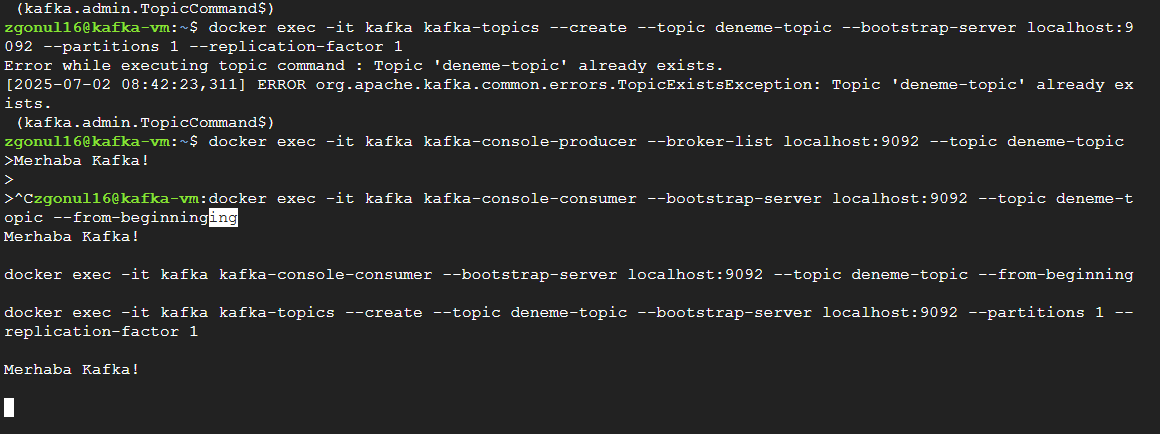 (kafka.admin.TopicCommand$)
zgonul16@kafka-vm:~$ docker exec -it kafka kafka-topics --create --topic deneme-topic --bootstrap-server localhost:9
092 --partitions 1 --replication-factor 1
Error while executing topic command : Topic 'deneme-topic' already exists.
[2025-07-02 08:42:23,311] ERROR org.apache.kafka.common.errors.TopicExistsException: Topic 'deneme-topic' already ex
ists.
(kafka.admin.TopicCommand$)
zgonul16@kafka-vm:~$ docker exec -it kafka kafka-console-producer --broker-list localhost:9092 --topic deneme-topic
>Merhaba Kafka!
>
>^Czgonul16@kafka-vm:docker exec -it kafka kafka-console-consumer --bootstrap-server localhost:9092 --topic deneme-t
opic --from-beginninging
Merhaba Kafka!
docker exec -it kafka kafka-console-consumer --bootstrap-server localhost:9092 --topic deneme-topic --from-beginning
docker exec -it kafka kafka-topics --create --topic deneme-topic --bootstrap-server localhost:9092 --partitions 1 --
replication-factor 1
Merhaba Kafka!